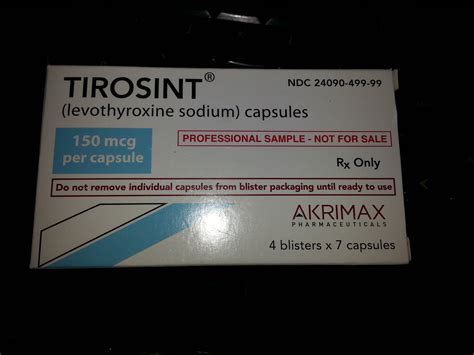 TIROSINT®
NDC 24090-499-99
(levothyroxine sodium) capsules
150 mcg
per capsule
PROFESSIONAL SAMPLE - NOT FOR SALE
Rx Only
Do not remove individual capsules from blister packaging until ready to use
AKRIMAX
PHARMACEUTICALS
4 blisters x 7 capsules